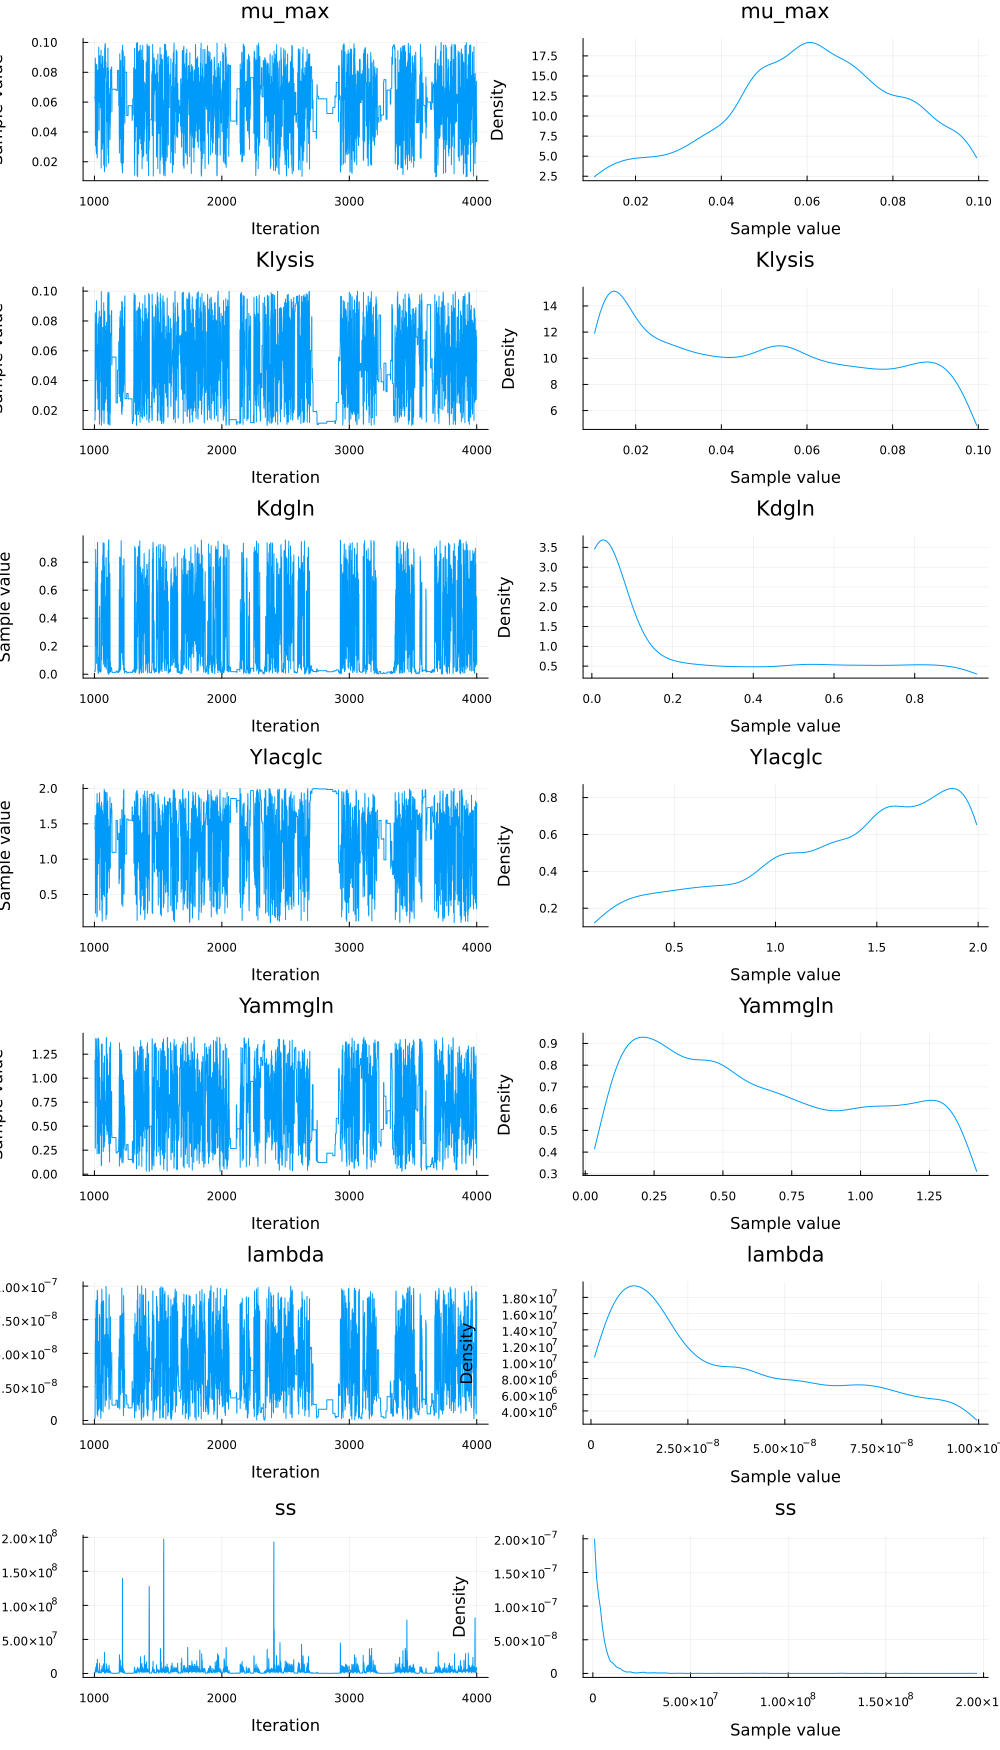 mu_max mu_max
0.10
0.08
0.06
0.04
0.02
1000 2000 3000 4000
Iteration
Density
17.5
15.0
12.5
10.0
7.5
5.0
2.5
0.02 0.04 0.06 0.08 0.10
Sample value
Klysis Klysis
0.10
0.08
0.06
0.04
0.02
1000 2000 3000 4000
Iteration
Density
14
12
10
8
6
0.02 0.04 0.06 0.08 0.10
Sample value
Kdgln Kdgln
Sample value
0.8
0.6
0.4
0.2
0.0
1000 2000 3000 4000
Iteration
Density
3.5
3.0
2.5
2.0
1.5
1.0
0.5
0.0 0.2 0.4 0.6 0.8
Sample value
Ylacglc Ylacglc
Sample value
2.0
1.5
1.0
0.5
1000 2000 3000 4000
Iteration
Density
0.8
0.6
0.4
0.2
0.5 1.0 1.5 2.0
Sample value
Yammgln Yammgln
1.25
1.00
0.75
0.50
0.25
0.00
1000 2000 3000 4000
Iteration
Density
0.9
0.8
0.7
0.6
0.5
0.4
0.3
0.00 0.25 0.50 0.75 1.00 1.25
Sample value
lambda lambda
0
1000 2000 3000 4000
Iteration
Density
1.80×10⁷
1.60×10⁷
1.40×10⁷
1.20×10⁷
1.00×10⁷
8.00×10⁶
6.00×10⁶
4.00×10⁶
0 2.50×10⁻⁸ 5.00×10⁻⁸ 7.50×10⁻⁸
Sample value
ss ss
2.00×10⁸
1.50×10⁸
1.00×10⁸
5.00×10⁷
0
1000 2000 3000 4000
Iteration
Density
2.00×10⁻⁷
1.50×10⁻⁷
1.00×10⁻⁷
5.00×10⁻⁸
0
0 5.00×10⁷ 1.00×10⁸ 1.50×10⁸
Sample value